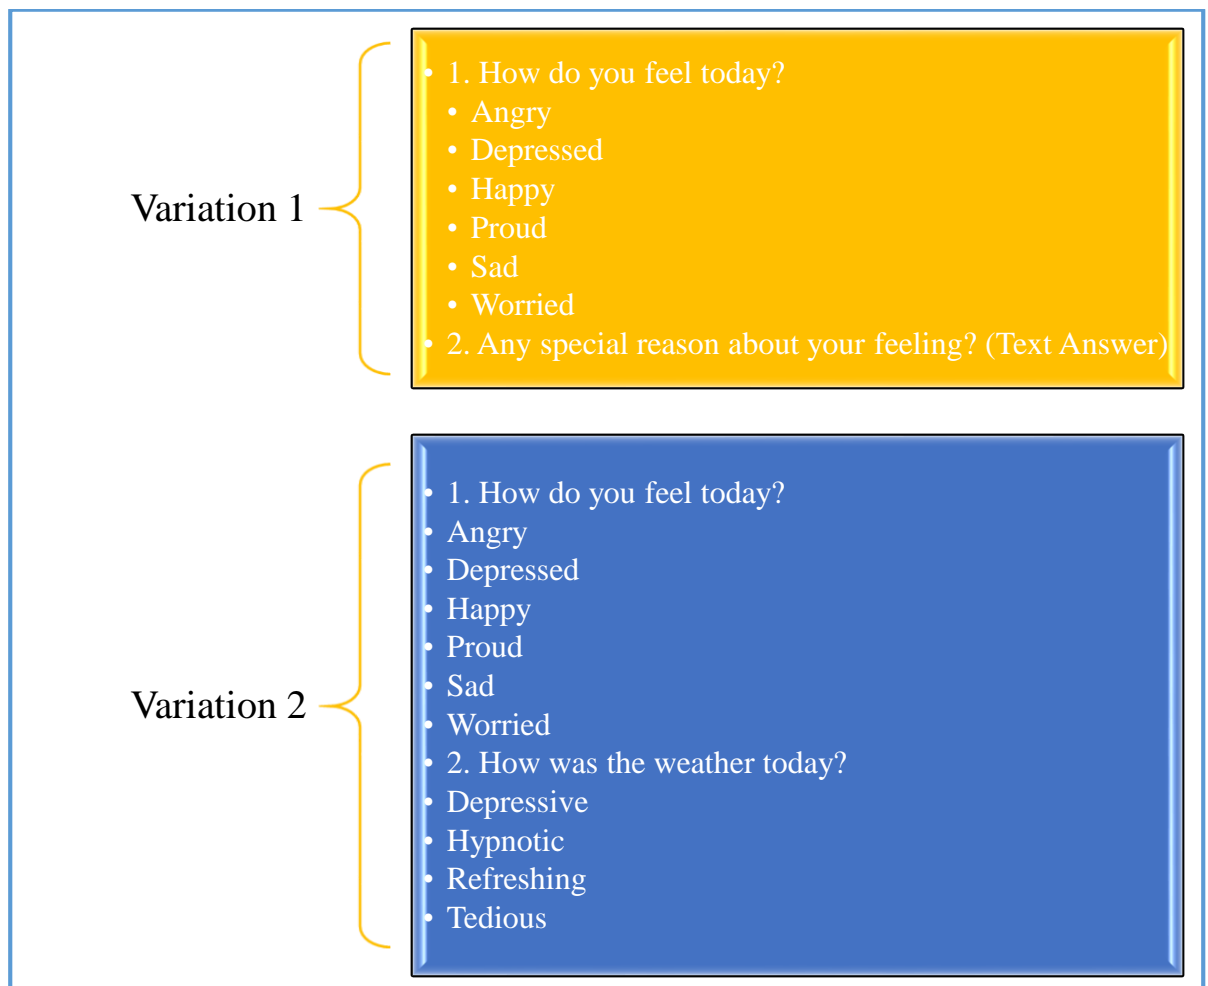 Variation 1
• 1. How do you feel today?
• Angry
• Depressed
• Happy
• Proud
• Sad
• Worried
• 2. Any special reason about your feeling? (Text Answer)
Variation 2
• 1. How do you feel today?
• Angry
• Depressed
• Happy
• Proud
• Sad
• Worried
• 2. How was the weather today?
• Depressive
• Hypnotic
• Refreshing
• Tedious